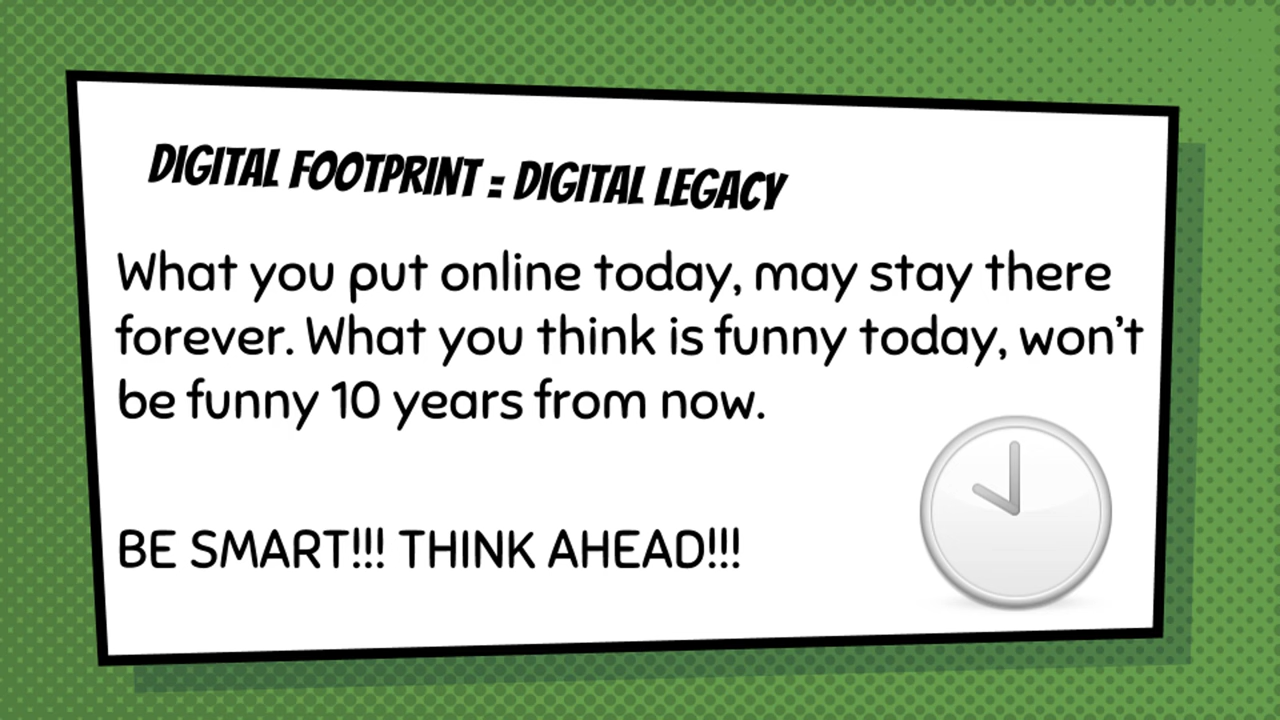 DIGITAL FOOTPRINT = DIGITAL LEGACY
What you put online today, may stay there
forever. What you think is funny today, won't
be funny 10 years from now.
BE SMART!!! THINK AHEAD!!!